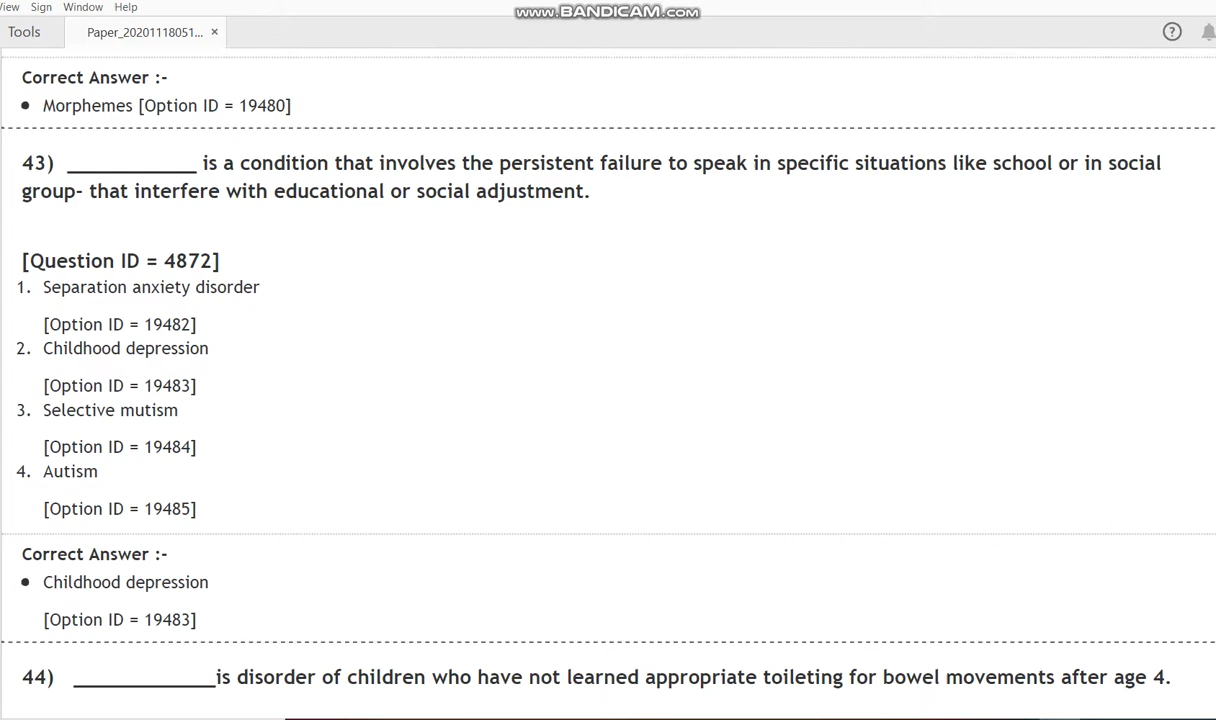 View Sign Window Help
www.BANDICAM.com
Tools Paper_20201118051... × ?
Correct Answer :-
• Morphemes [Option ID = 19480]
43) ____________ is a condition that involves the persistent failure to speak in specific situations like school or in social
group- that interfere with educational or social adjustment.
[Question ID = 4872]
1. Separation anxiety disorder
[Option ID = 19482]
2. Childhood depression
[Option ID = 19483]
3. Selective mutism
[Option ID = 19484]
4. Autism
[Option ID = 19485]
Correct Answer :-
• Childhood depression
[Option ID = 19483]
44) _____________is disorder of children who have not learned appropriate toileting for bowel movements after age 4.